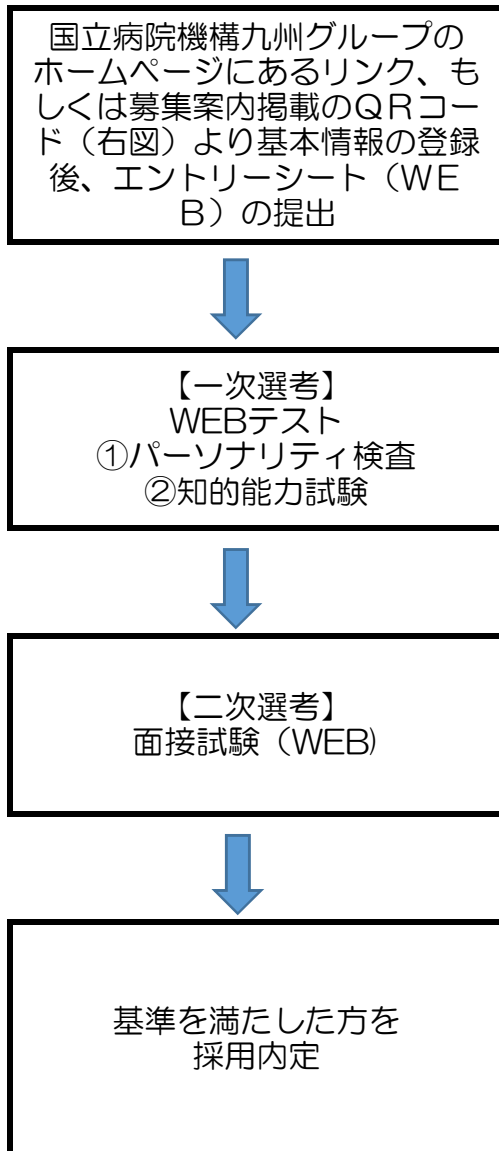 国立病院機構九州グループの
ホームページにあるリンク、も
しくは募集案内掲載のＱＲコー
ド（右図）より基本情報の登録
後、エントリーシート（ＷＥ
Ｂ）の提出
【一次選考】
WEBテスト
①パーソナリティ検査
②知的能力試験
【二次選考】
面接試験（WEB)
基準を満たした方を
採用内定